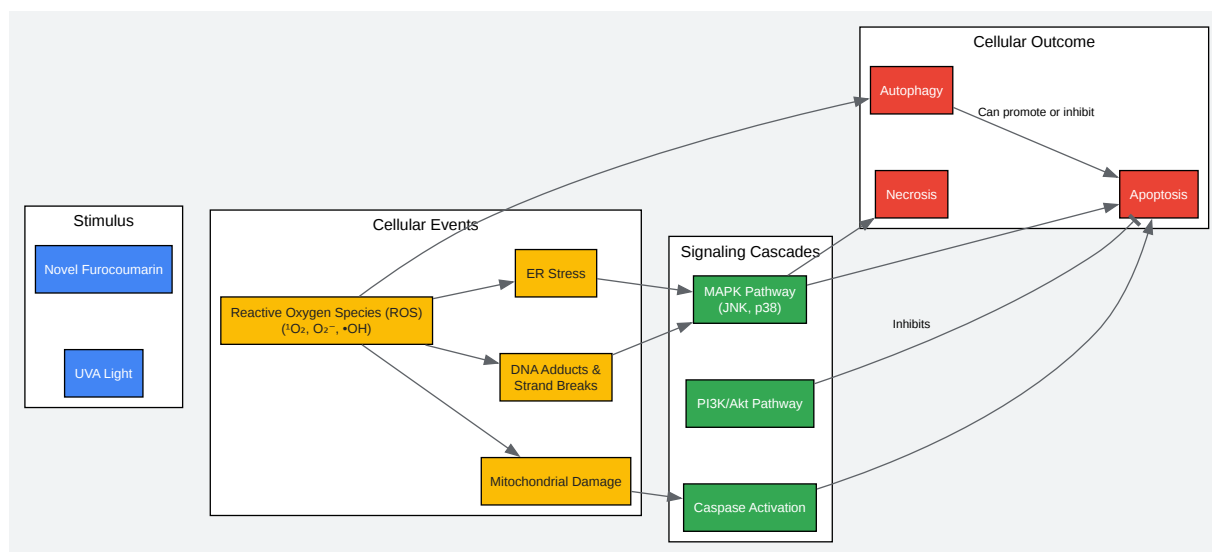 Stimulus
Novel Furocoumarin
UVA Light
Cellular Events
Reactive Oxygen Species (ROS)
(¹O₂, O₂⁻, •OH)
ER Stress
DNA Adducts &
Strand Breaks
Mitochondrial Damage
Signaling Cascades
MAPK Pathway
(JNK, p38)
PI3K/Akt Pathway
Caspase Activation
Inhibits
Cellular Outcome
Autophagy
Can promote or inhibit
Necrosis
Apoptosis